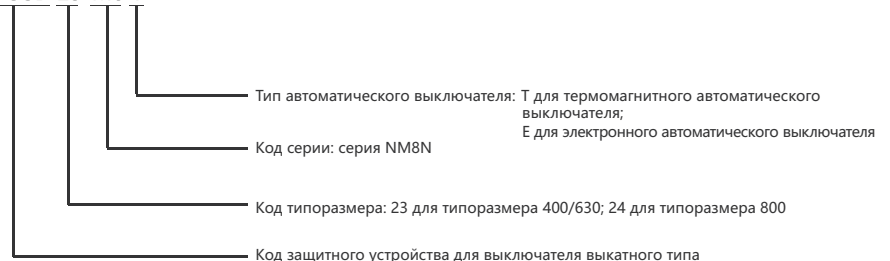 Тип автоматического выключателя: Т для термомагнитного автоматического
выключателя;
Е для электронного автоматического выключателя
Код серии: серия NM8N
Код типоразмера: 23 для типоразмера 400/630; 24 для типоразмера 800
Код защитного устройства для выключателя выкатного типа